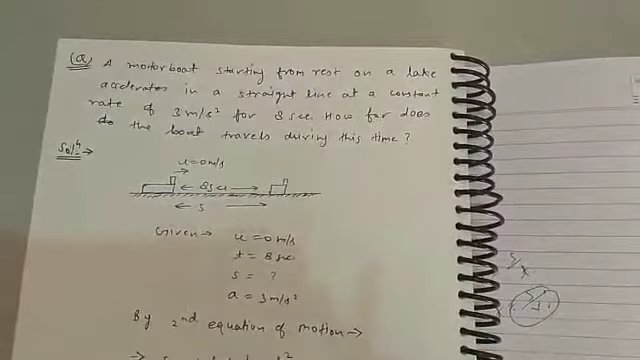 (Q) A motorboat starting from rest on a lake
accelerates in a straight line at a constant
rate of 3 m/s² for 8 sec. How far does
the boat travels during this time?
Solⁿ →
u = 0 m/s
8 sec
s
Given →
u = 0 m/s
t = 8 sec
s = ?
a = 3 m/s²
By 2nd equation of motion →